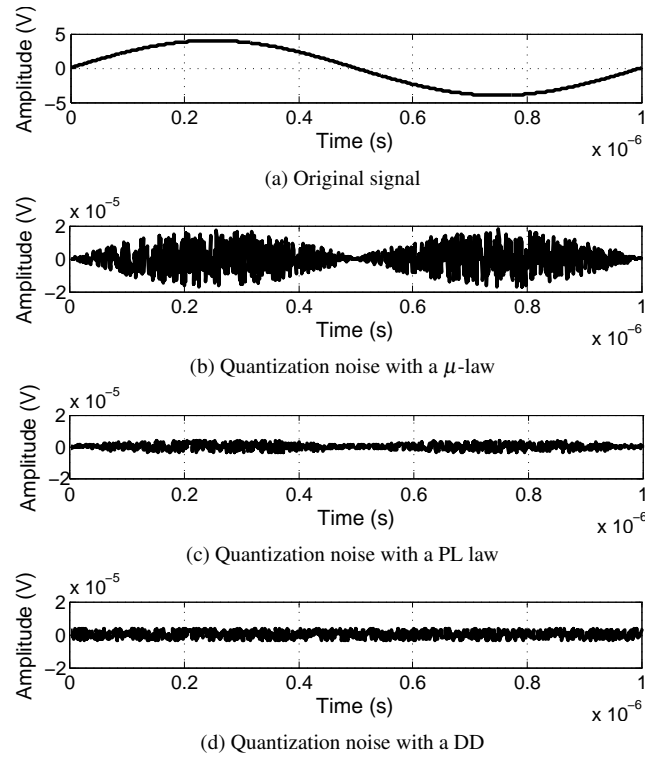 Amplitude (V)
5
0
−5
0
0.2
0.4
0.6
0.8
1
Time (s)
x 10⁻⁶
(a) Original signal
x 10⁻⁵
Amplitude (V)
2
0
−2
0
0.2
0.4
0.6
0.8
1
Time (s)
x 10⁻⁶
(b) Quantization noise with a μ-law
x 10⁻⁵
Amplitude (V)
2
0
−2
0
0.2
0.4
0.6
0.8
1
Time (s)
x 10⁻⁶
(c) Quantization noise with a PL law
x 10⁻⁵
Amplitude (V)
2
0
−2
0
0.2
0.4
0.6
0.8
1
Time (s)
x 10⁻⁶
(d) Quantization noise with a DD